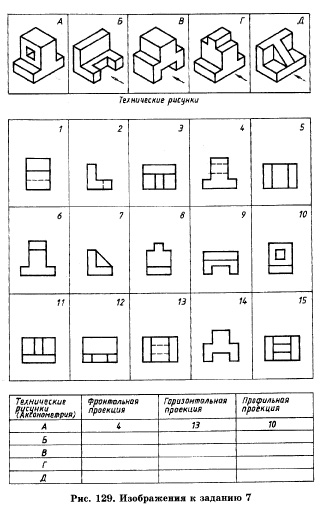 А Б В Г Д
Технические рисунки
1 2 3 4 5
6 7 8 9 10
11 12 13 14 15
Технические рисунки (Аксонометрия) Фронтальная проекция Горизонтальная проекция Профильная проекция
А 4 13 10
Б
В
Г
Д
Рис. 129. Изображения к заданию 7